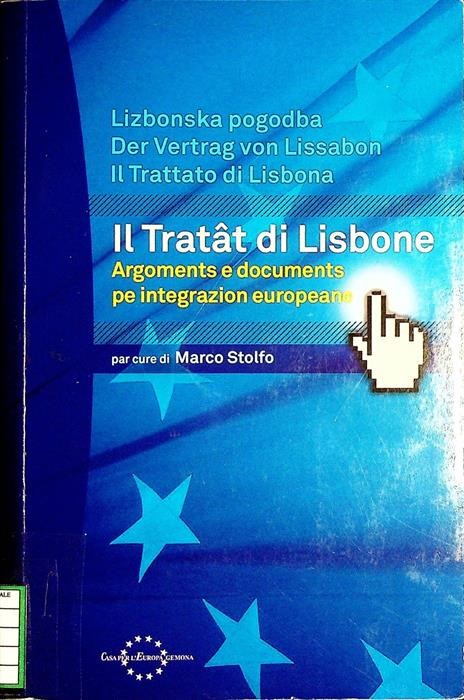 Lizbonska pogodba
Der Vertrag von Lissabon
Il Trattato di Lisbona
Il Tratât di Lisbone
Argoments e documents
pe integrazion europeane
par cure di Marco Stolfo
CASA PER L'EUROPA GEMONA
ALE